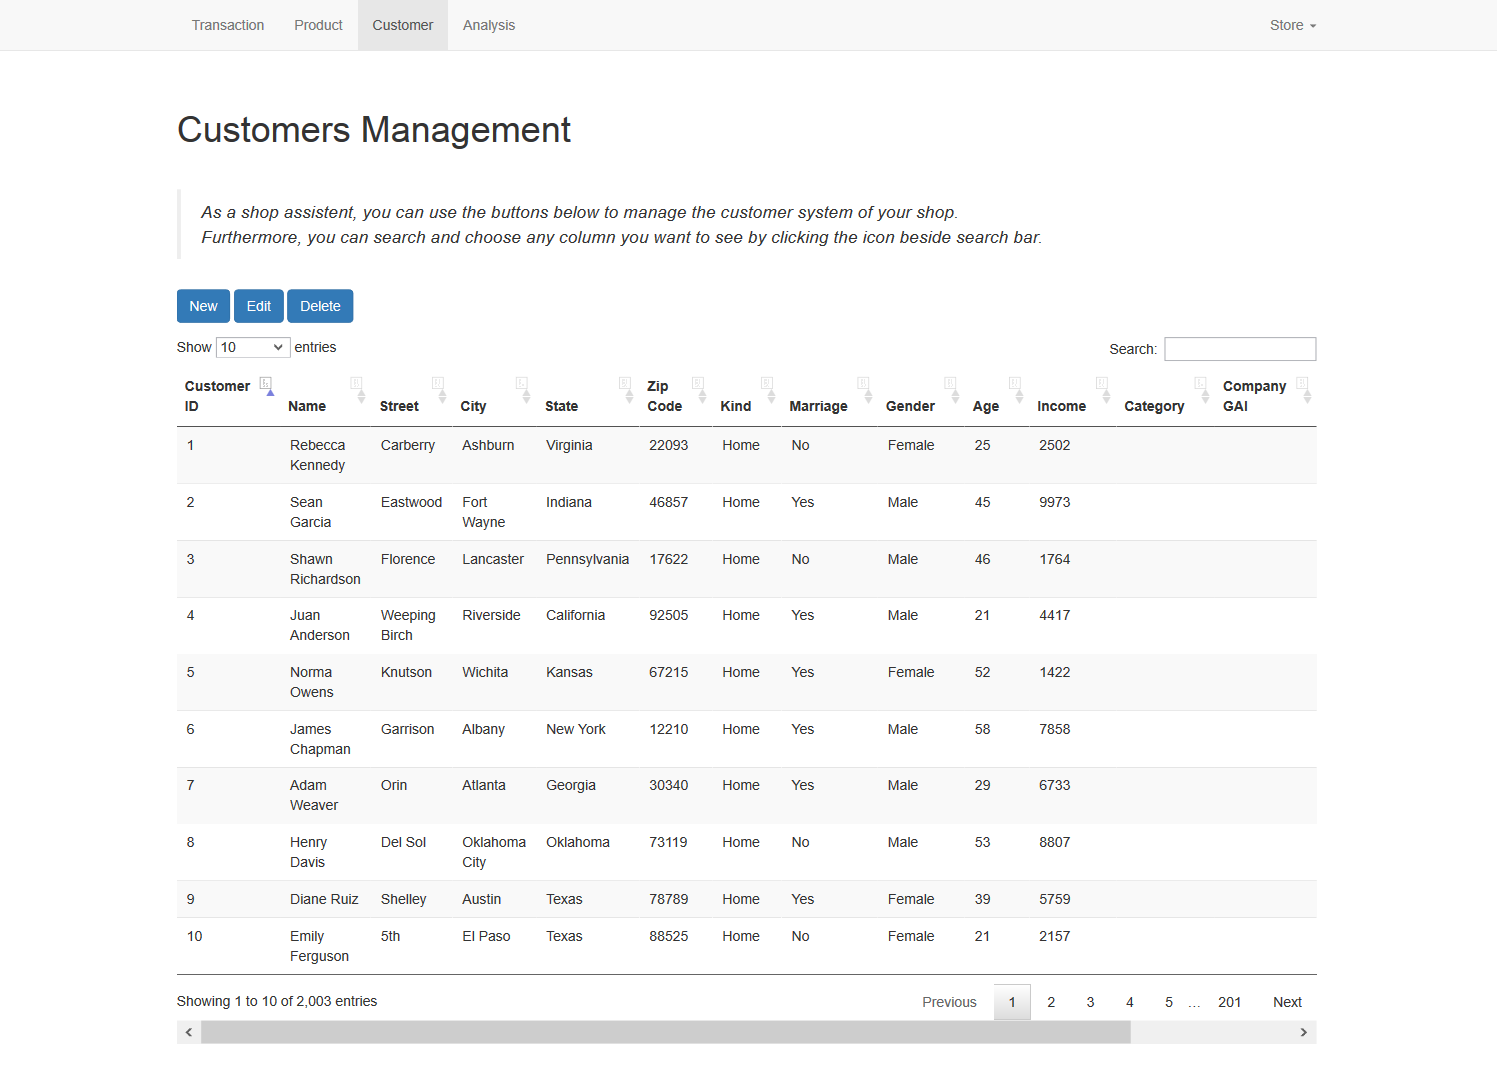 Transaction Product Customer Analysis Store
Customers Management
As a shop assistent, you can use the buttons below to manage the customer system of your shop.
Furthermore, you can search and choose any column you want to see by clicking the icon beside search bar.
New Edit Delete
Show 10 entries Search:
Customer ID Name Street City State Zip Code Kind Marriage Gender Age Income Category Company GAI
1 Rebecca Kennedy Carberry Ashburn Virginia 22093 Home No Female 25 2502
2 Sean Garcia Eastwood Fort Wayne Indiana 46857 Home Yes Male 45 9973
3 Shawn Richardson Florence Lancaster Pennsylvania 17622 Home No Male 46 1764
4 Juan Anderson Weeping Birch Riverside California 92505 Home Yes Male 21 4417
5 Norma Owens Knutson Wichita Kansas 67215 Home Yes Female 52 1422
6 James Chapman Garrison Albany New York 12210 Home Yes Male 58 7858
7 Adam Weaver Orin Atlanta Georgia 30340 Home Yes Male 29 6733
8 Henry Davis Del Sol Oklahoma City Oklahoma 73119 Home No Male 53 8807
9 Diane Ruiz Shelley Austin Texas 78789 Home Yes Female 39 5759
10 Emily Ferguson 5th El Paso Texas 88525 Home No Female 21 2157
Showing 1 to 10 of 2,003 entries Previous 1 2 3 4 5 … 201 Next